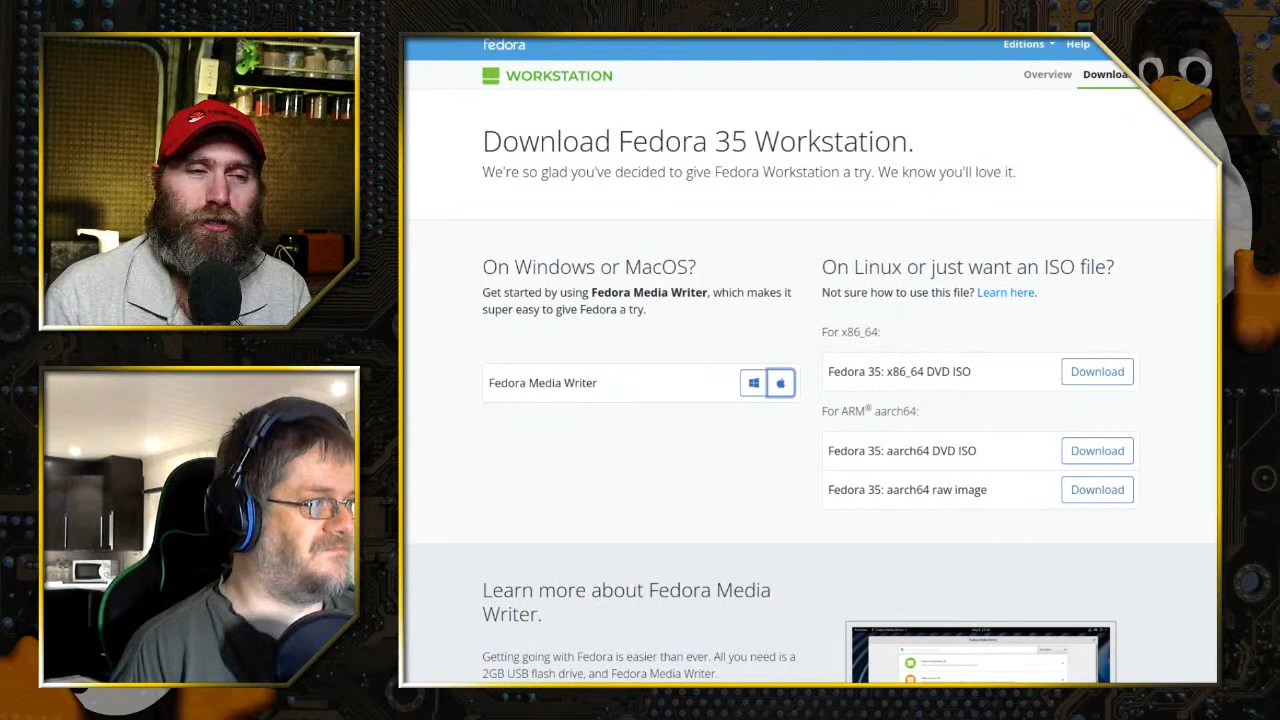 fedora
Editions
Help
WORKSTATION
Overview
Downloa
Download Fedora 35 Workstation.
We're so glad you've decided to give Fedora Workstation a try. We know you'll love it.
On Windows or MacOS?
Get started by using Fedora Media Writer, which makes it
super easy to give Fedora a try.
Fedora Media Writer
On Linux or just want an ISO file?
Not sure how to use this file? Learn here.
For x86_64:
Fedora 35: x86_64 DVD ISO
Download
For ARM® aarch64:
Fedora 35: aarch64 DVD ISO
Download
Fedora 35: aarch64 raw image
Download
Learn more about Fedora Media
Writer.
Getting going with Fedora is easier than ever. All you need is a
2GB USB flash drive, and Fedora Media Writer.